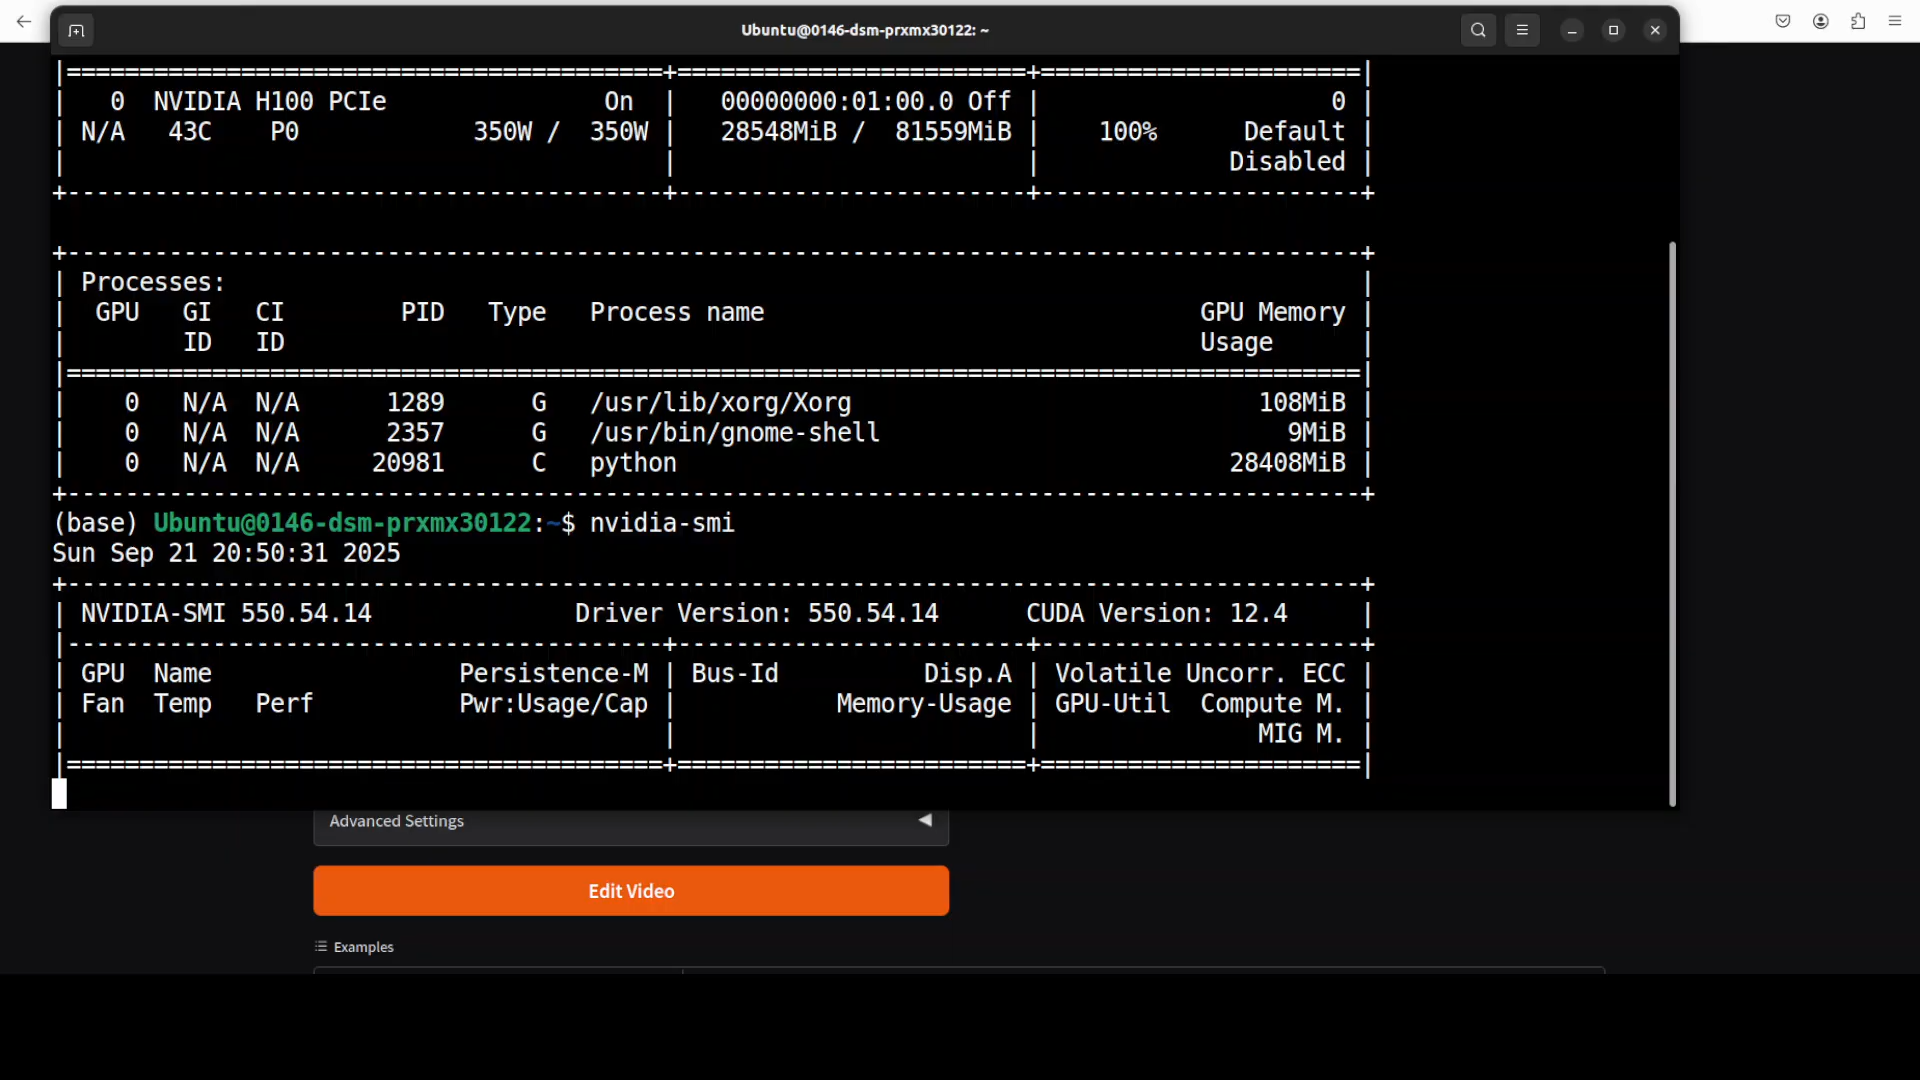 Ubuntu@0146-dsm-prxmx30122: ~
|=========================================+========================+======================|
|   0  NVIDIA H100 PCIe               On  |   00000000:01:00.0 Off |                    0 |
| N/A   43C    P0            350W /  350W |   28548MiB /  81559MiB |    100%      Default |
|                                         |                        |             Disabled |
+-----------------------------------------+------------------------+----------------------+
+-----------------------------------------------------------------------------------------+
| Processes:                                                                              |
|  GPU   GI   CI        PID   Type   Process name                              GPU Memory |
|        ID   ID                                                               Usage      |
|=========================================================================================|
|    0   N/A  N/A      1289      G   /usr/lib/xorg/Xorg                            108MiB |
|    0   N/A  N/A      2357      G   /usr/bin/gnome-shell                            9MiB |
|    0   N/A  N/A     20981      C   python                                      28408MiB |
+-----------------------------------------------------------------------------------------+
(base) Ubuntu@0146-dsm-prxmx30122:~$ nvidia-smi
Sun Sep 21 20:50:31 2025
+-----------------------------------------------------------------------------------------+
| NVIDIA-SMI 550.54.14              Driver Version: 550.54.14      CUDA Version: 12.4     |
|-----------------------------------------+------------------------+----------------------+
| GPU  Name                 Persistence-M | Bus-Id          Disp.A | Volatile Uncorr. ECC |
| Fan  Temp   Perf          Pwr:Usage/Cap |           Memory-Usage | GPU-Util  Compute M. |
|                                         |                        |               MIG M. |
|=========================================+========================+======================|
Advanced Settings
Edit Video
Examples